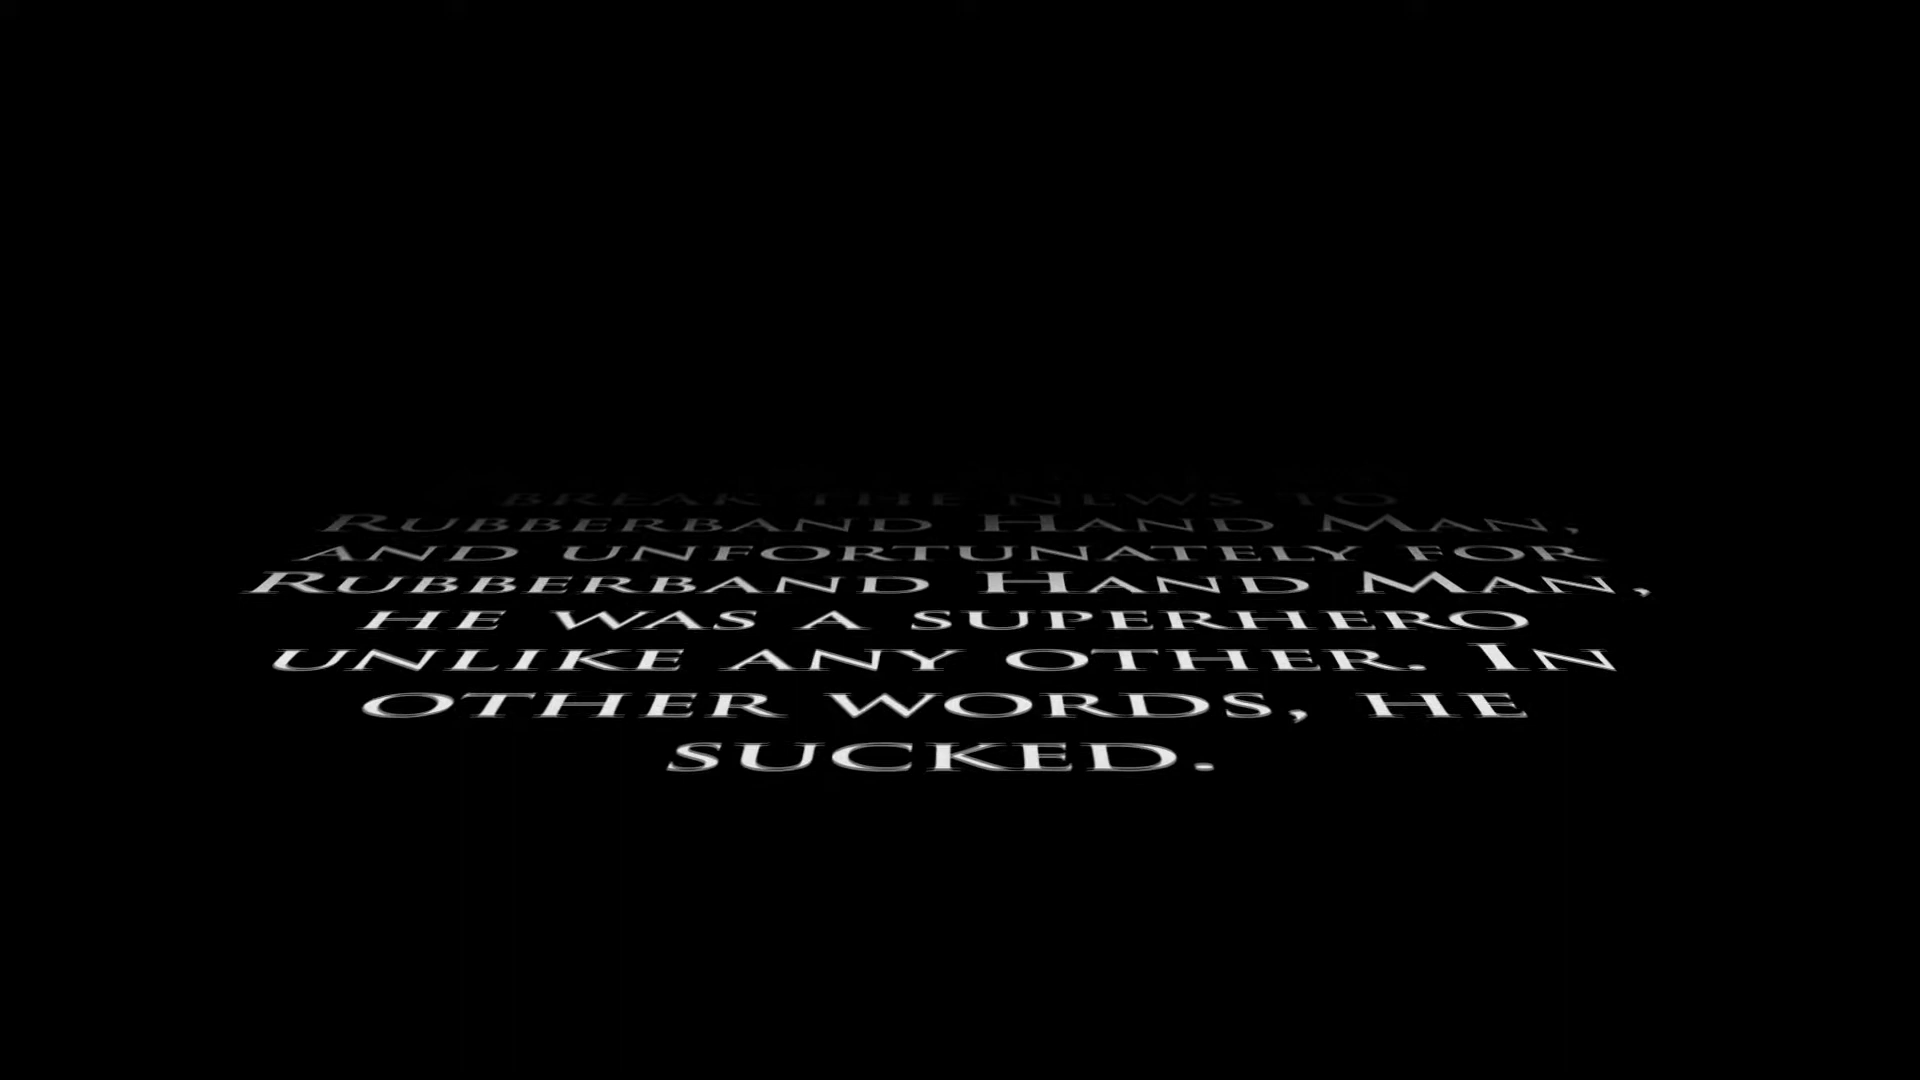 BREAK THE NEWS TO
RUBBERBAND HAND MAN,
AND UNFORTUNATELY FOR
RUBBERBAND HAND MAN,
HE WAS A SUPERHERO
UNLIKE ANY OTHER. IN
OTHER WORDS, HE
SUCKED.